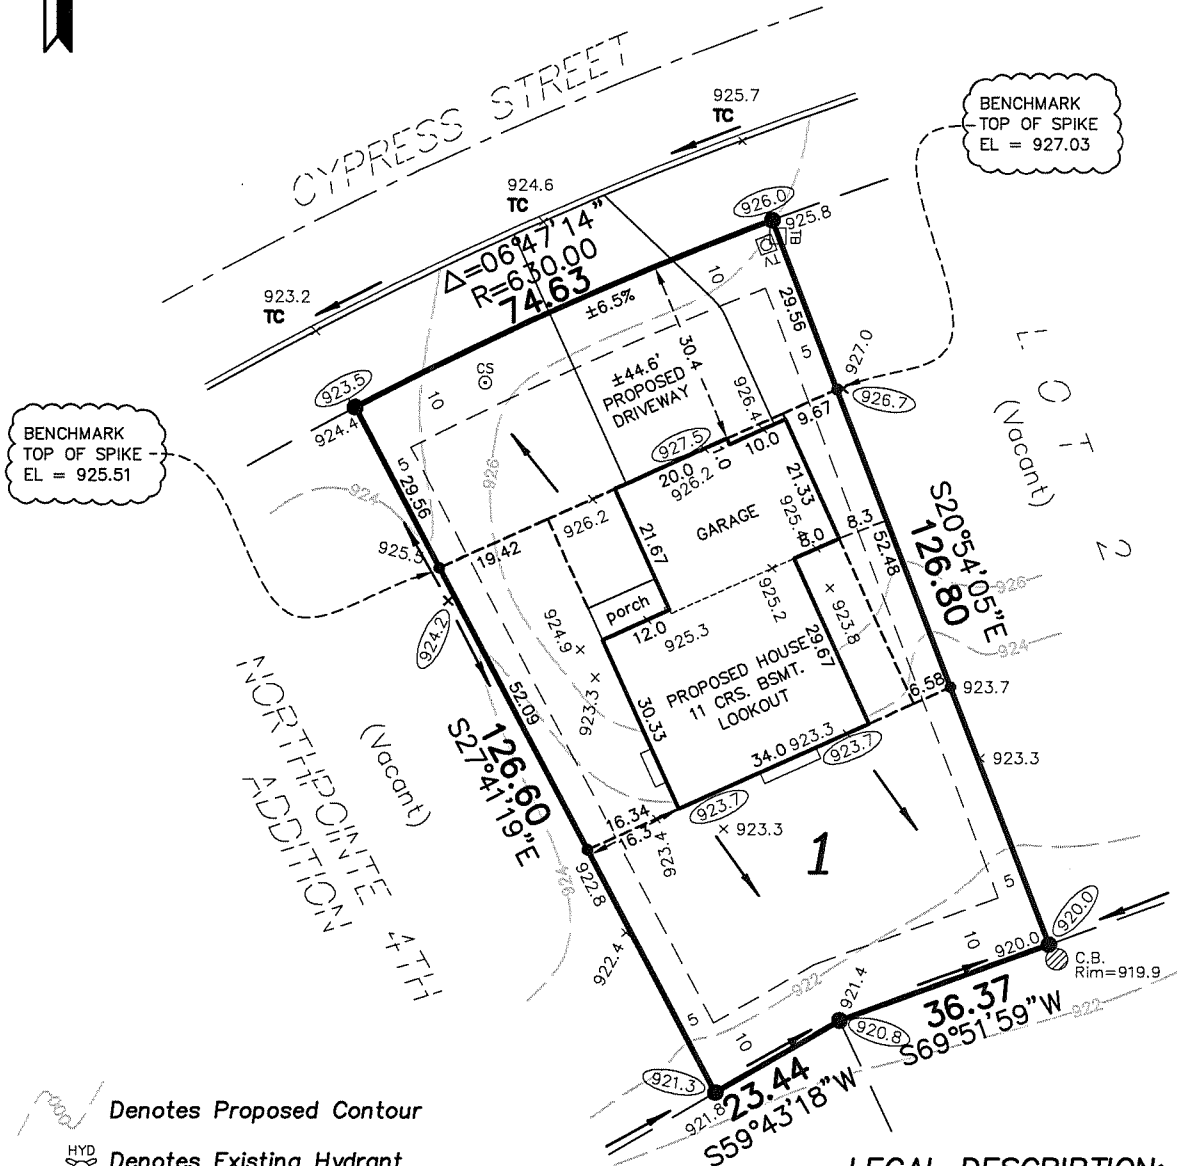 CYPRESS STREET
925.7
TC
BENCHMARK
TOP OF SPIKE
EL = 927.03
924.6
TC
926.0
925.8
TB
TV
Δ=06°47'14"
R=630.00
74.63
923.2
TC
±6.5%
10
29.56
5
927.0
926.7
LOT 2
(Vacant)
CS
923.5
924.4
10
926
±44.6'
PROPOSED
DRIVEWAY
30.4
926.4
9.67
BENCHMARK
TOP OF SPIKE
EL = 925.51
5
29.56
924
927.5
20.0
926.2
1.0
10.0
21.33
925.4
8.0
8.3
GARAGE
21.67
926.2
19.42
925.5
52.48
S20°54'05"E
126.80
926
porch
12.0
925.3
925.2
923.8
924.9
923.3
924.2
29.67
PROPOSED HOUSE
11 CRS. BSMT.
LOOKOUT
30.33
924
6.58
923.7
34.0
923.3
923.7
923.3
52.09
126.60
S27°41'19"E
(Vacant)
NORTHPOINTE 4TH
ADDITION
923.7
16.34
16.3
923.4
923.3
1
922.8
924
922.4
5
920.0
10
920.0
C.B.
Rim=919.9
922
921.4
920.8
36.37
S69°51'59"W
922
5
10
921.3
921.8
23.44
S59°43'18"W
Denotes Proposed Contour
HYD
Denotes Existing Hydrant
LEGAL DESCRIPTION: